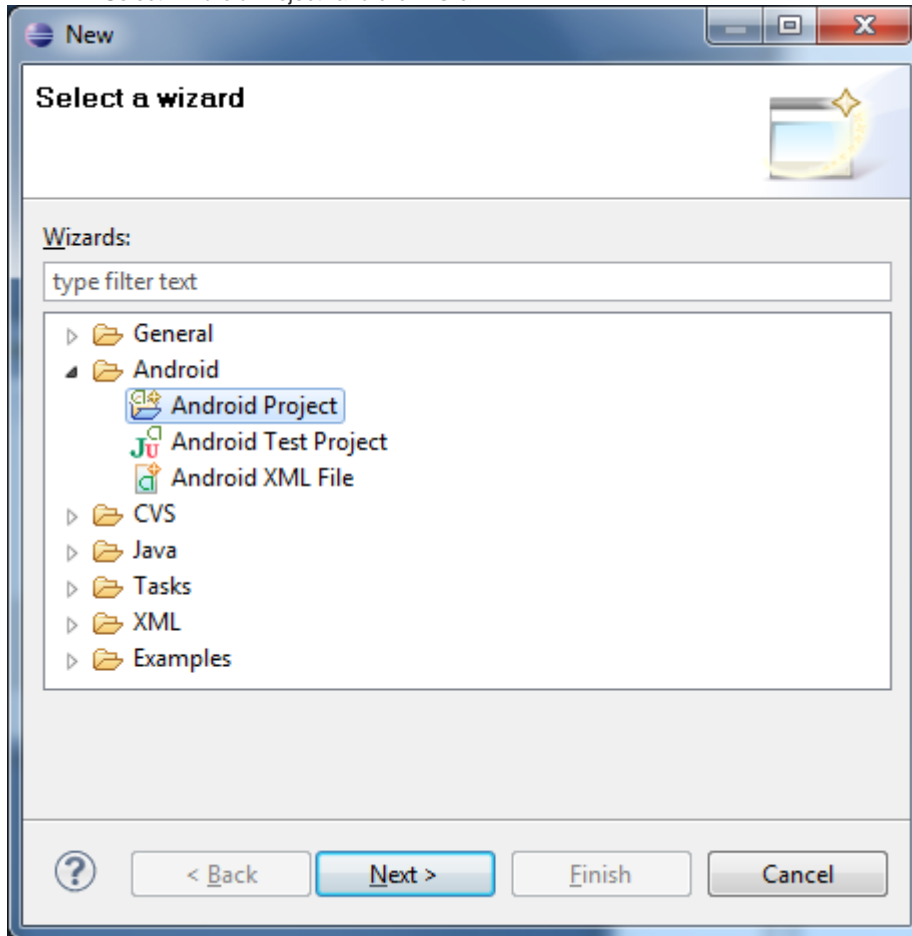 New
Select a wizard
Wizards:
type filter text
General
Android
Android Project
Android Test Project
Android XML File
CVS
Java
Tasks
XML
Examples
< Back Next > Finish Cancel